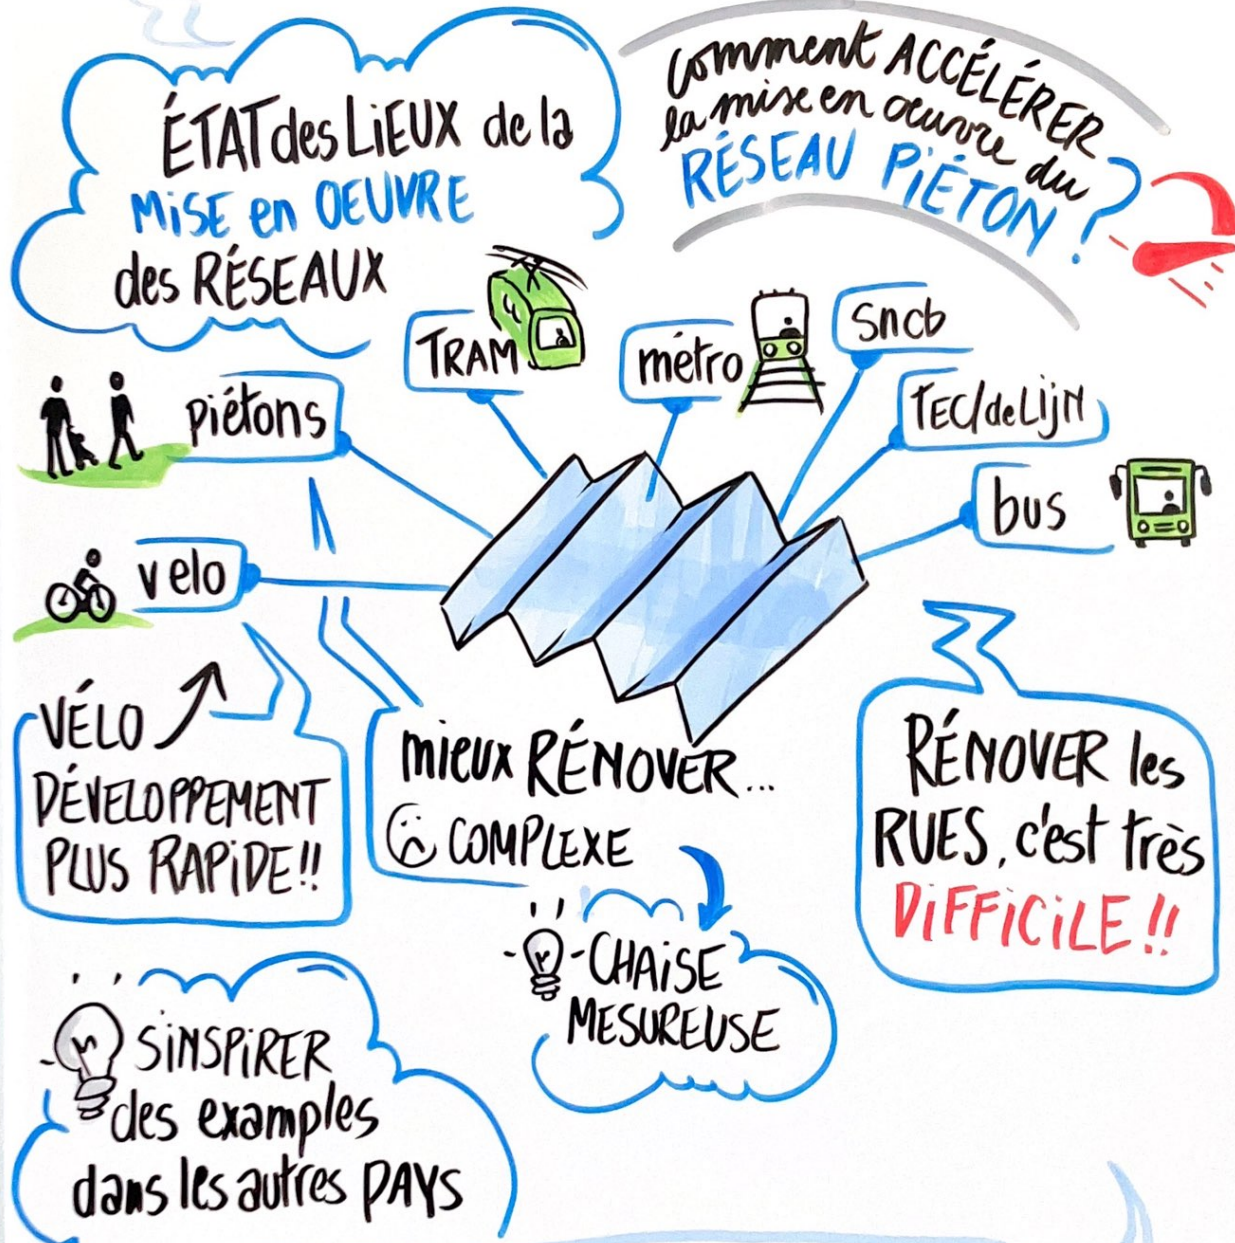 ÉTAT des LIEUX de la
MISE en OEUVRE
des RÉSEAUX
Comment ACCÉLÉRER
la mise en œuvre du
RÉSEAU PIÉTON ?
TRAM
métro
Sncb
TEC/deLijn
bus
piétons
vélo
VÉLO
DÉVELOPPEMENT
PLUS RAPIDE!!
mieux RÉNOVER...
COMPLEXE
CHAISE
MESUREUSE
RÉNOVER les
RUES, c'est très
DIFFICILE!!
SINSPIRER
des examples
dans les autres PAYS